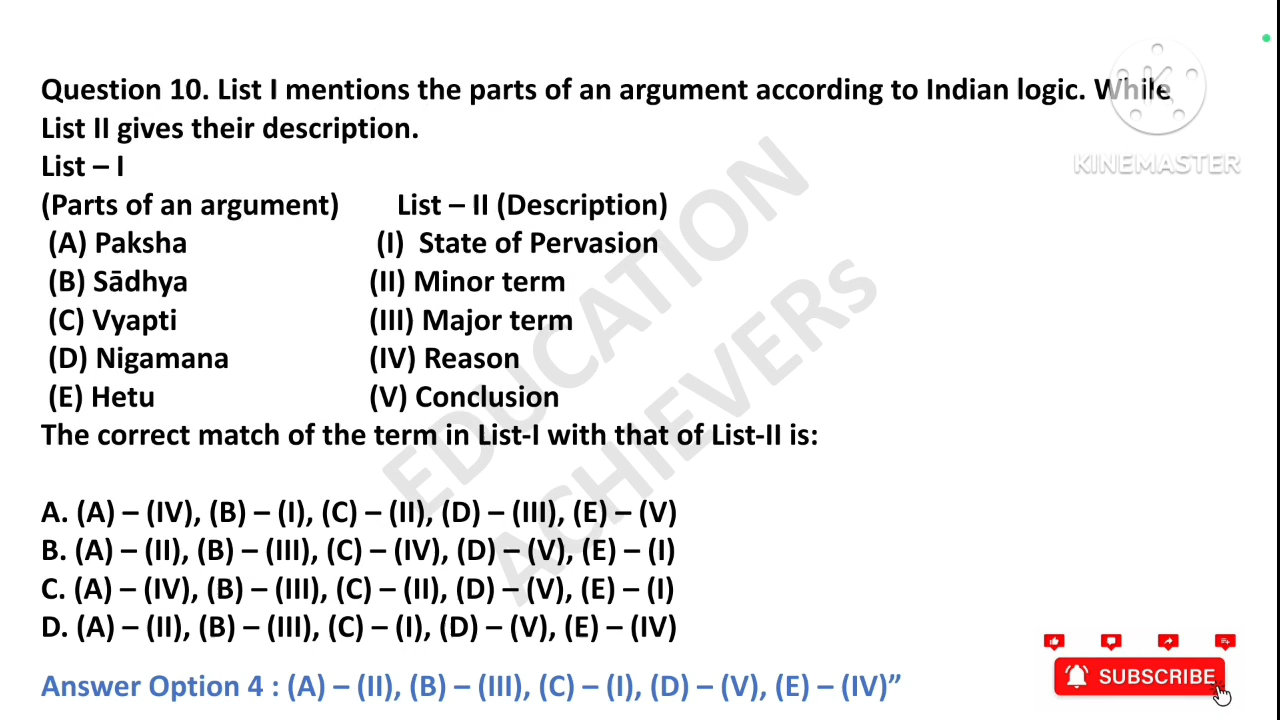 Question 10. List I mentions the parts of an argument according to Indian logic. While
List II gives their description.
List – I
(Parts of an argument) List – II (Description)
(A) Paksha (I) State of Pervasion
(B) Sādhya (II) Minor term
(C) Vyapti (III) Major term
(D) Nigamana (IV) Reason
(E) Hetu (V) Conclusion
The correct match of the term in List-I with that of List-II is:
A. (A) – (IV), (B) – (I), (C) – (II), (D) – (III), (E) – (V)
B. (A) – (II), (B) – (III), (C) – (IV), (D) – (V), (E) – (I)
C. (A) – (IV), (B) – (III), (C) – (II), (D) – (V), (E) – (I)
D. (A) – (II), (B) – (III), (C) – (I), (D) – (V), (E) – (IV)
Answer Option 4 : (A) – (II), (B) – (III), (C) – (I), (D) – (V), (E) – (IV)”
EDUCATION
ACHIEVERs
KINEMASTER
SUBSCRIBE